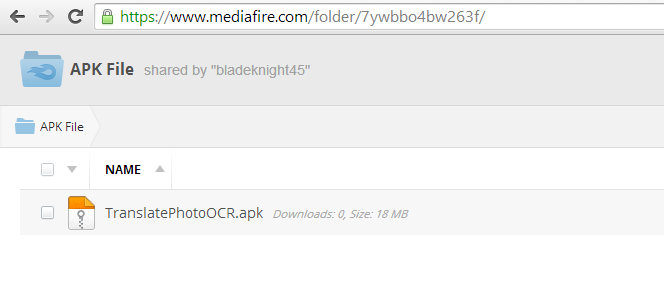 https://www.mediafire.com/folder/7ywbbo4bw263f/
APK File shared by "bladeknight45"
APK File
NAME
TranslatePhotoOCR.apk Downloads: 0, Size: 18 MB